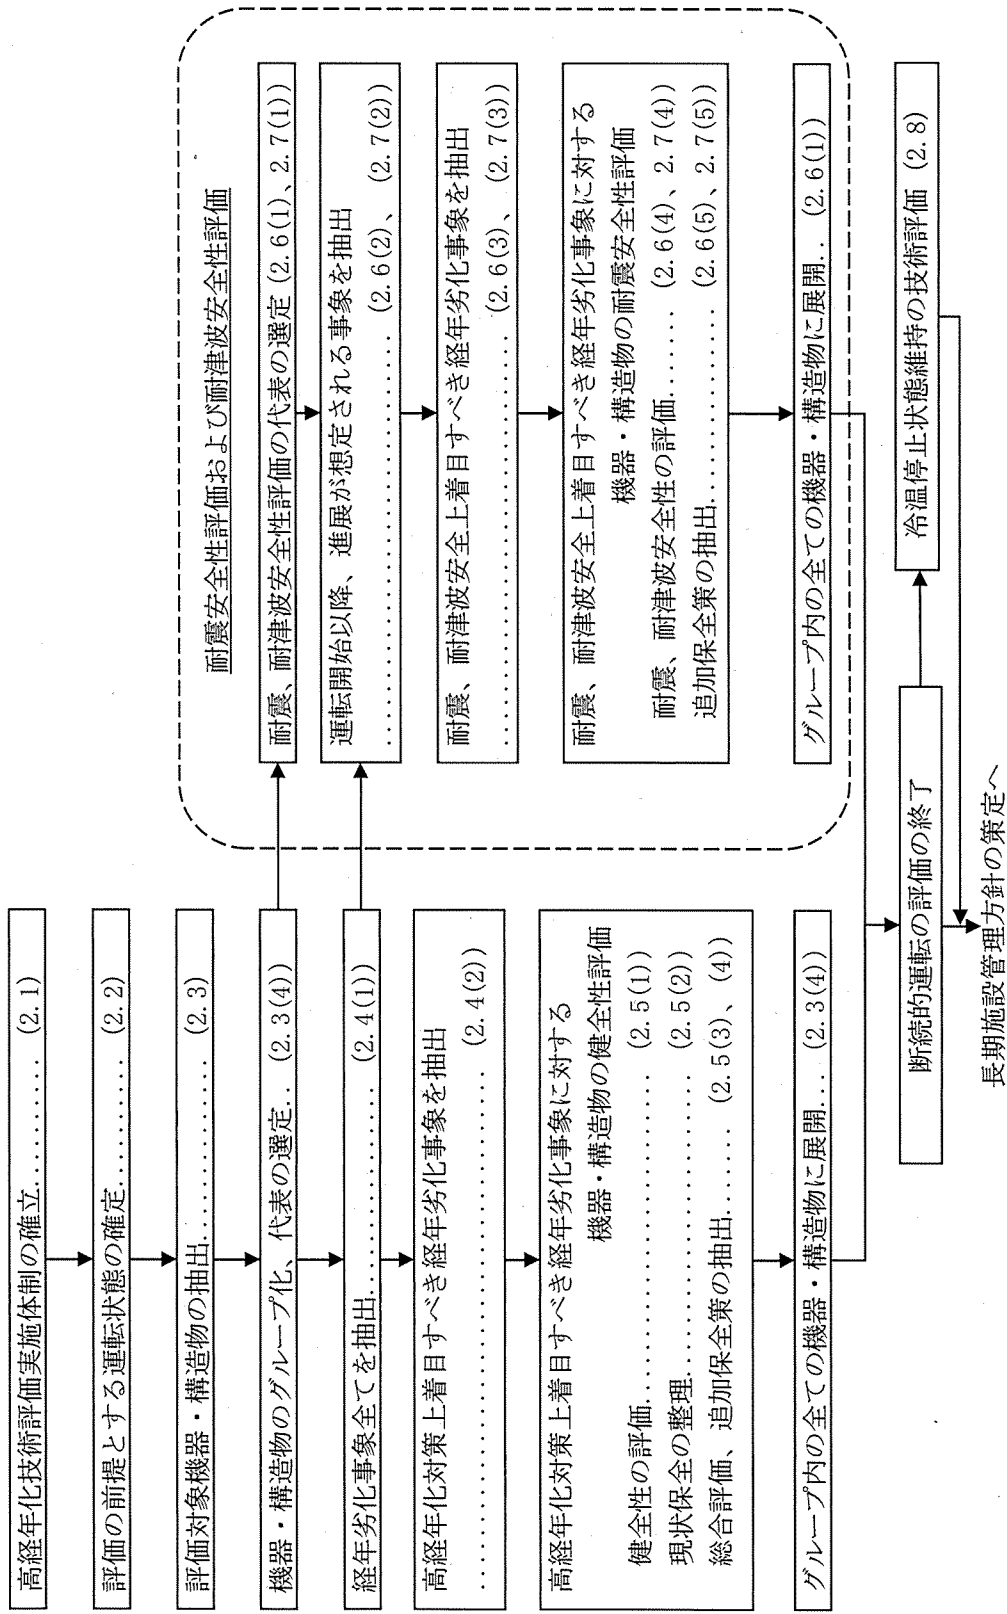 高経年化技術評価実施体制の確立.......... (2.1)
評価の前提とする運転状態の確定.......... (2.2)
評価対象機器・構造物の抽出.............. (2.3)
機器・構造物のグループ化、代表の選定.. (2.3(4))
経年劣化事象全てを抽出.................. (2.4(1))
高経年化対策上着目すべき経年劣化事象を抽出
........................................ (2.4(2))
高経年化対策上着目すべき経年劣化事象に対する
機器・構造物の健全性評価
健全性の評価............................ (2.5(1))
現状保全の整理.......................... (2.5(2))
総合評価、追加保全策の抽出...... (2.5(3)、(4))
グループ内の全ての機器・構造物に展開... (2.3(4))
耐震安全性評価および耐津波安全性評価
耐震、耐津波安全性評価の代表の選定 (2.6(1)、2.7(1))
運転開始以降、進展が想定される事象を抽出
............................ (2.6(2)、(2.7(2))
耐震、耐津波安全上着目すべき経年劣化事象を抽出
............................ (2.6(3)、(2.7(3))
耐震、耐津波安全上着目すべき経年劣化事象に対する
機器・構造物の耐震安全性評価
耐震、耐津波安全性の評価...... (2.6(4)、2.7(4))
追加保全策の抽出.............. (2.6(5)、2.7(5))
グループ内の全ての機器・構造物に展開.. (2.6(1))
断続的運転の評価の終了
冷温停止状態維持の技術評価 (2.8)
長期施設管理方針の策定へ